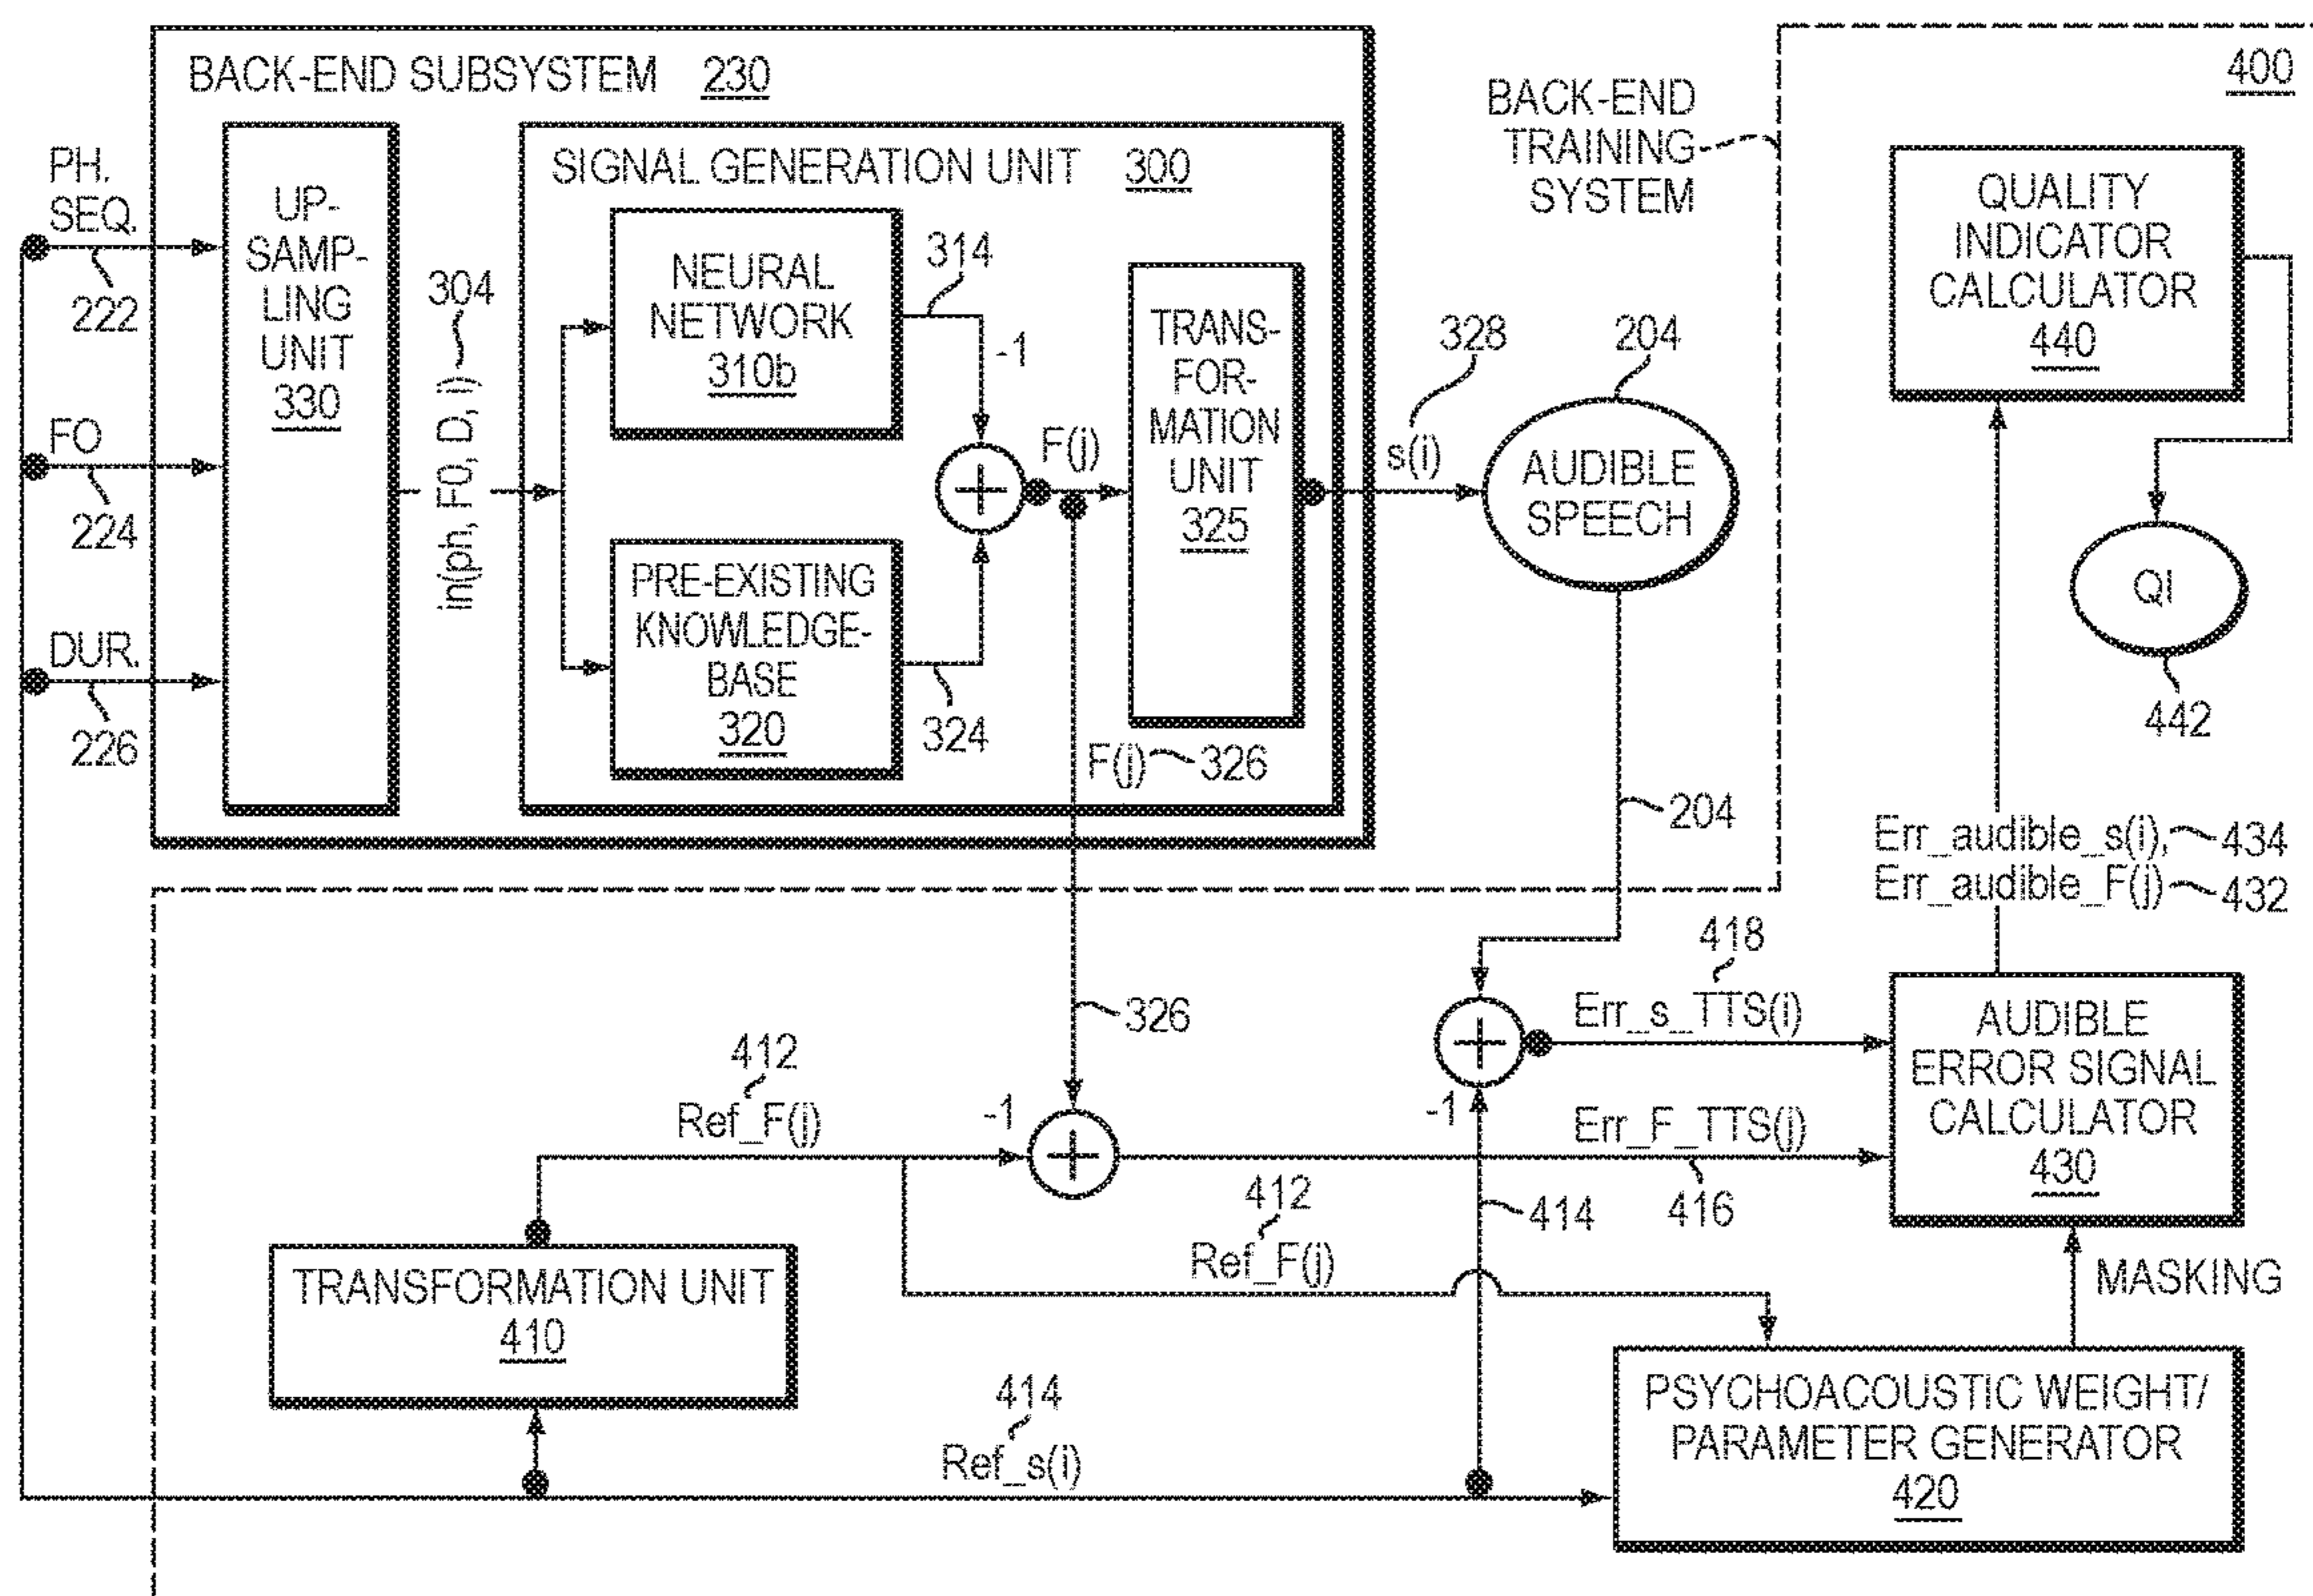 BACK-END SUBSYSTEM 230
PH.
SEQ.
222
FO
224
DUR.
226
UP-
SAMP-
LING
UNIT
330
304
in(ph, F0, D, i)
SIGNAL GENERATION UNIT 300
NEURAL
NETWORK
310b
314
-1
PRE-EXISTING
KNOWLEDGE-
BASE
320
324
F(j)
TRANS-
FOR-
MATION
UNIT
325
F(j) 326
328
s(i)
204
AUDIBLE
SPEECH
204
BACK-END
TRAINING
SYSTEM
400
QUALITY
INDICATOR
CALCULATOR
440
QI
442
Err_audible_s(i), 434
Err_audible_F(j) 432
326
412
Ref_F(j)
-1
418
Err_s_TTS(i)
-1
Err_F_TTS(j)
416
414
412
Ref_F(j)
AUDIBLE
ERROR SIGNAL
CALCULATOR
430
MASKING
TRANSFORMATION UNIT
410
414
Ref_s(i)
PSYCHOACOUSTIC WEIGHT/
PARAMETER GENERATOR
420